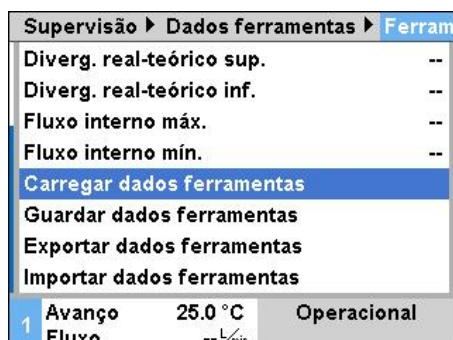 Supervisão Dados ferramentas Ferram
Diverg. real-teórico sup. --
Diverg. real-teórico inf. --
Fluxo interno máx. --
Fluxo interno mín. --
Carregar dados ferramentas
Guardar dados ferramentas
Exportar dados ferramentas
Importar dados ferramentas
1 Avanço 25.0 °C Operacional
Fluxo -- L/min